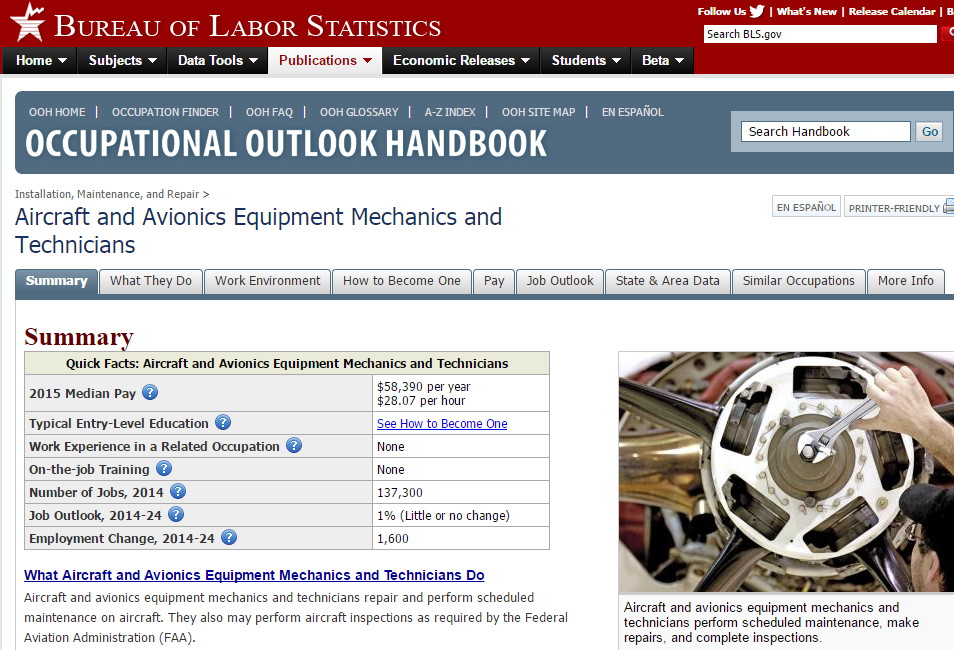 BUREAU OF LABOR STATISTICS
Follow Us | What's New | Release Calendar |
Search BLS.gov
Home Subjects Data Tools Publications Economic Releases Students Beta
OOH HOME | OCCUPATION FINDER | OOH FAQ | OOH GLOSSARY | A-Z INDEX | OOH SITE MAP | EN ESPAÑOL
OCCUPATIONAL OUTLOOK HANDBOOK
Search Handbook Go
Installation, Maintenance, and Repair >
Aircraft and Avionics Equipment Mechanics and
Technicians
EN ESPAÑOL PRINTER-FRIENDLY
Summary What They Do Work Environment How to Become One Pay Job Outlook State & Area Data Similar Occupations More Info
Summary
Quick Facts: Aircraft and Avionics Equipment Mechanics and Technicians
2015 Median Pay ? $58,390 per year
$28.07 per hour
Typical Entry-Level Education ? See How to Become One
Work Experience in a Related Occupation ? None
On-the-job Training ? None
Number of Jobs, 2014 ? 137,300
Job Outlook, 2014-24 ? 1% (Little or no change)
Employment Change, 2014-24 ? 1,600
What Aircraft and Avionics Equipment Mechanics and Technicians Do
Aircraft and avionics equipment mechanics and technicians repair and perform scheduled
maintenance on aircraft. They also may perform aircraft inspections as required by the Federal
Aviation Administration (FAA).
Aircraft and avionics equipment mechanics and
technicians perform scheduled maintenance, make
repairs, and complete inspections.